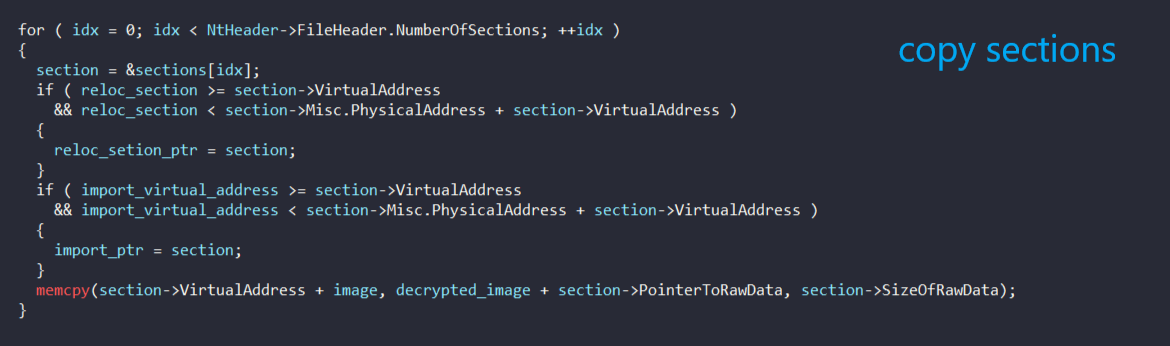 for ( idx = 0; idx < NtHeader->FileHeader.NumberOfSections; ++idx )
copy sections
{
section = &sections[idx];
if ( reloc_section >= section->VirtualAddress
&& reloc_section < section->Misc.PhysicalAddress + section->VirtualAddress )
{
reloc_setion_ptr = section;
}
if ( import_virtual_address >= section->VirtualAddress
&& import_virtual_address < section->Misc.PhysicalAddress + section->VirtualAddress )
{
import_ptr = section;
}
memcpy(section->VirtualAddress + image, decrypted_image + section->PointerToRawData, section->SizeOfRawData);
}